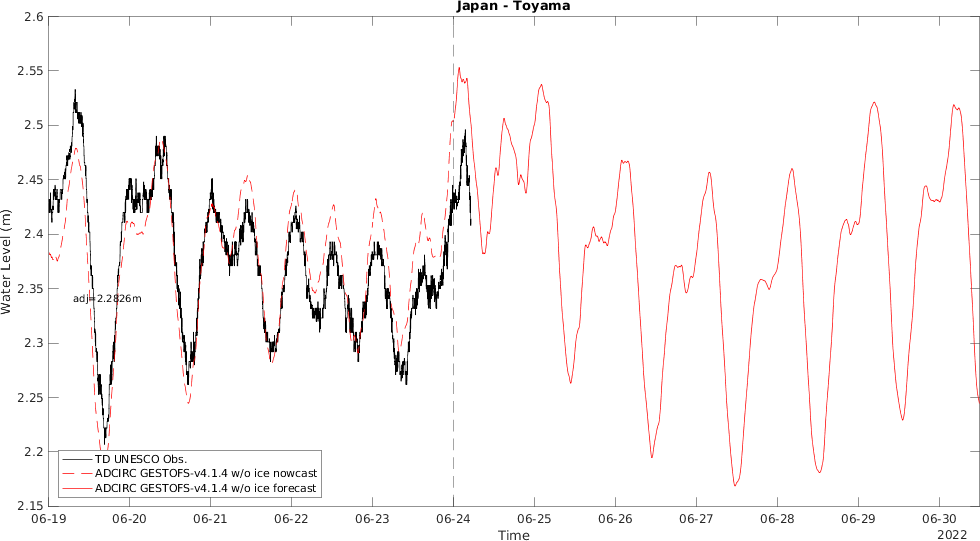 Japan - Toyama
2.6
2.55
2.5
2.45
2.4
2.35
2.3
2.25
2.2
2.15
Water Level (m)
adj=2.2826m
TD UNESCO Obs.
ADCIRC GESTOFS-v4.1.4 w/o ice nowcast
ADCIRC GESTOFS-v4.1.4 w/o ice forecast
06-19 06-20 06-21 06-22 06-23 06-24 06-25 06-26 06-27 06-28 06-29 06-30
Time
2022